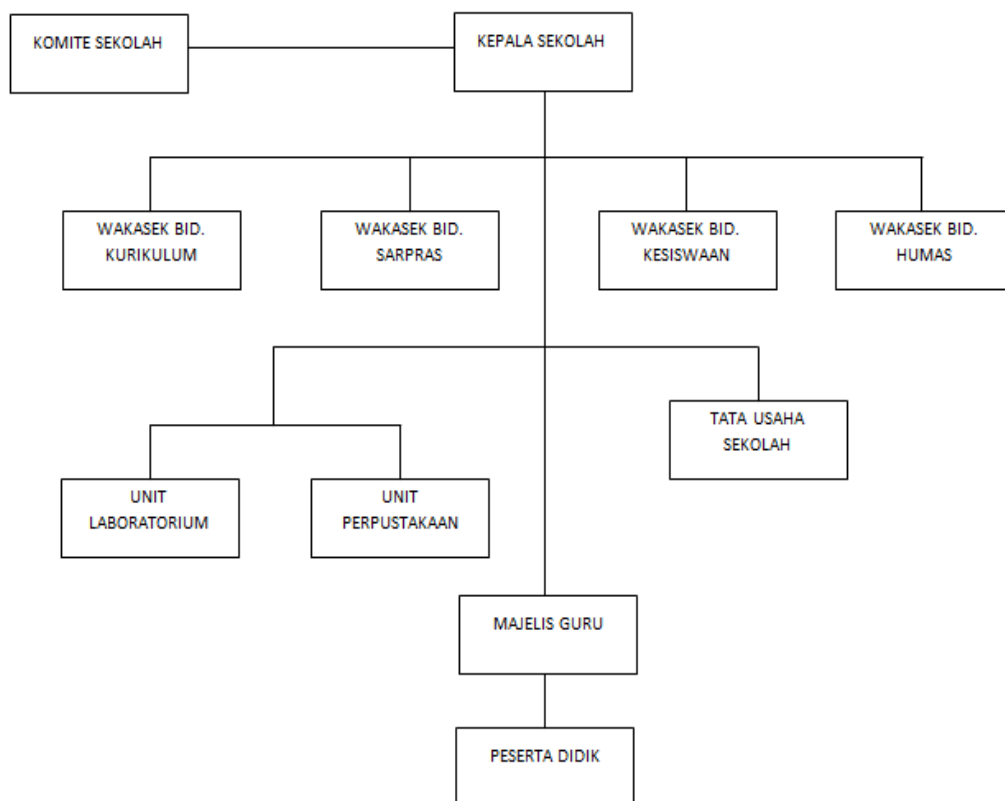 KOMITE SEKOLAH
KEPALA SEKOLAH
WAKASEK BID.
KURIKULUM
WAKASEK BID.
SARPRAS
WAKASEK BID.
KESISWAAN
WAKASEK BID.
HUMAS
TATA USAHA
SEKOLAH
UNIT
LABORATORIUM
UNIT
PERPUSTAKAAN
MAJELIS GURU
PESERTA DIDIK